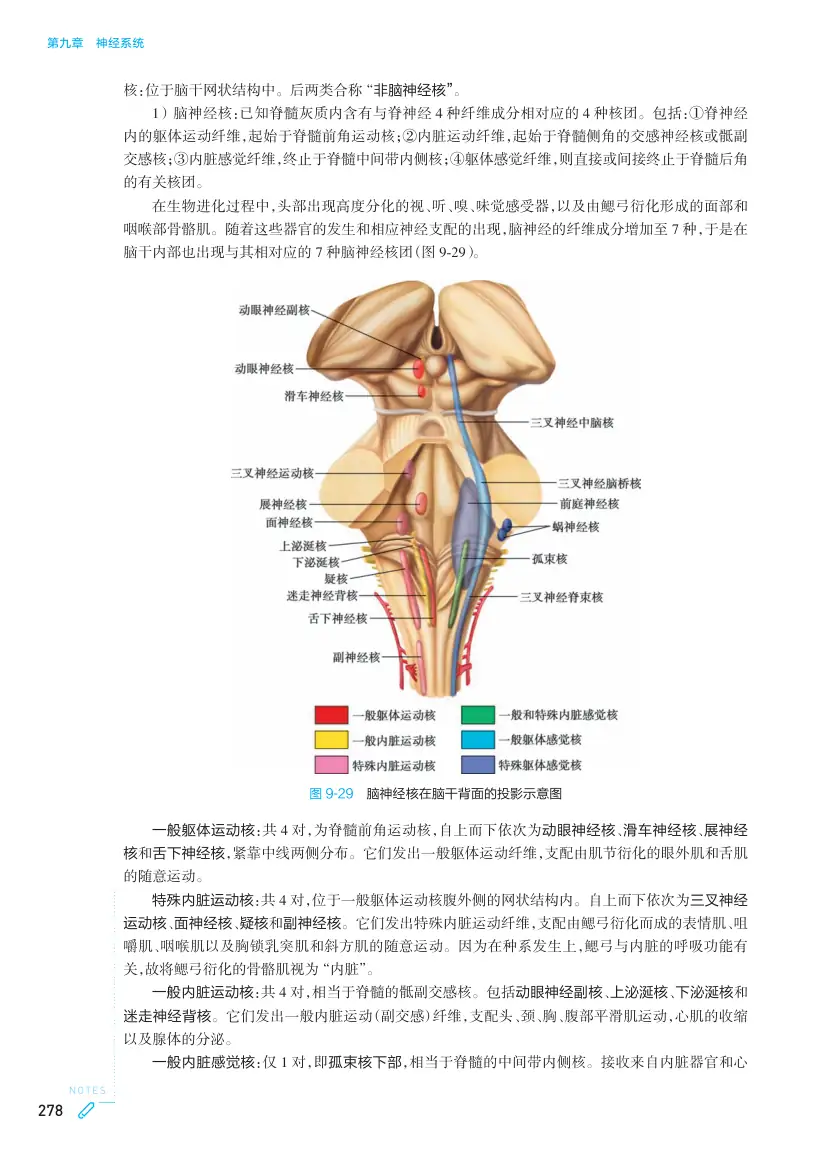 第九章 神经系统
核:位于脑干网状结构中。后两类合称“非脑神经核”。
1)脑神经核:已知脊髓灰质内含有与脊神经4种纤维成分相对应的4种核团。包括:①脊神经
内的躯体运动纤维,起始于脊髓前角运动核;②内脏运动纤维,起始于脊髓侧角的交感神经核或骶副
交感核;③内脏感觉纤维,终止于脊髓中间带内侧核;④躯体感觉纤维,则直接或间接终止于脊髓后角
的有关核团。
在生物进化过程中,头部出现高度分化的视、听、嗅、味觉感受器,以及由鳃弓衍化形成的面部和
咽喉部骨骼肌。随着这些器官的发生和相应神经支配的出现,脑神经的纤维成分增加至7种,于是在
脑干内部也出现与其相对应的7种脑神经核团(图9-29)。
动眼神经副核
动眼神经核
滑车神经核
三叉神经中脑核
三叉神经运动核
三叉神经脑桥核
展神经核
前庭神经核
面神经核
蜗神经核
上泌涎核
下泌涎核
孤束核
疑核
迷走神经背核
三叉神经脊束核
舌下神经核
副神经核
一般躯体运动核
一般和特殊内脏感觉核
一般内脏运动核
一般躯体感觉核
特殊内脏运动核
特殊躯体感觉核
图9-29 脑神经核在脑干背面的投影示意图
一般躯体运动核:共4对,为脊髓前角运动核,自上而下依次为动眼神经核、滑车神经核、展神经
核和舌下神经核,紧靠中线两侧分布。它们发出一般躯体运动纤维,支配由肌节衍化的眼外肌和舌肌
的随意运动。
特殊内脏运动核:共4对,位于一般躯体运动核腹外侧的网状结构内。自上而下依次为三叉神经
运动核、面神经核、疑核和副神经核。它们发出特殊内脏运动纤维,支配由鳃弓衍化而成的表情肌、咀
嚼肌、咽喉肌以及胸锁乳突肌和斜方肌的随意运动。因为在种系发生上,鳃弓与内脏的呼吸功能有
关,故将鳃弓衍化的骨骼肌视为“内脏”。
一般内脏运动核:共4对,相当于脊髓的骶副交感核。包括动眼神经副核、上泌涎核、下泌涎核和
迷走神经背核。它们发出一般内脏运动(副交感)纤维,支配头、颈、胸、腹部平滑肌运动,心肌的收缩
以及腺体的分泌。
一般内脏感觉核:仅1对,即孤束核下部,相当于脊髓的中间带内侧核。接收来自内脏器官和心
NOTES
278